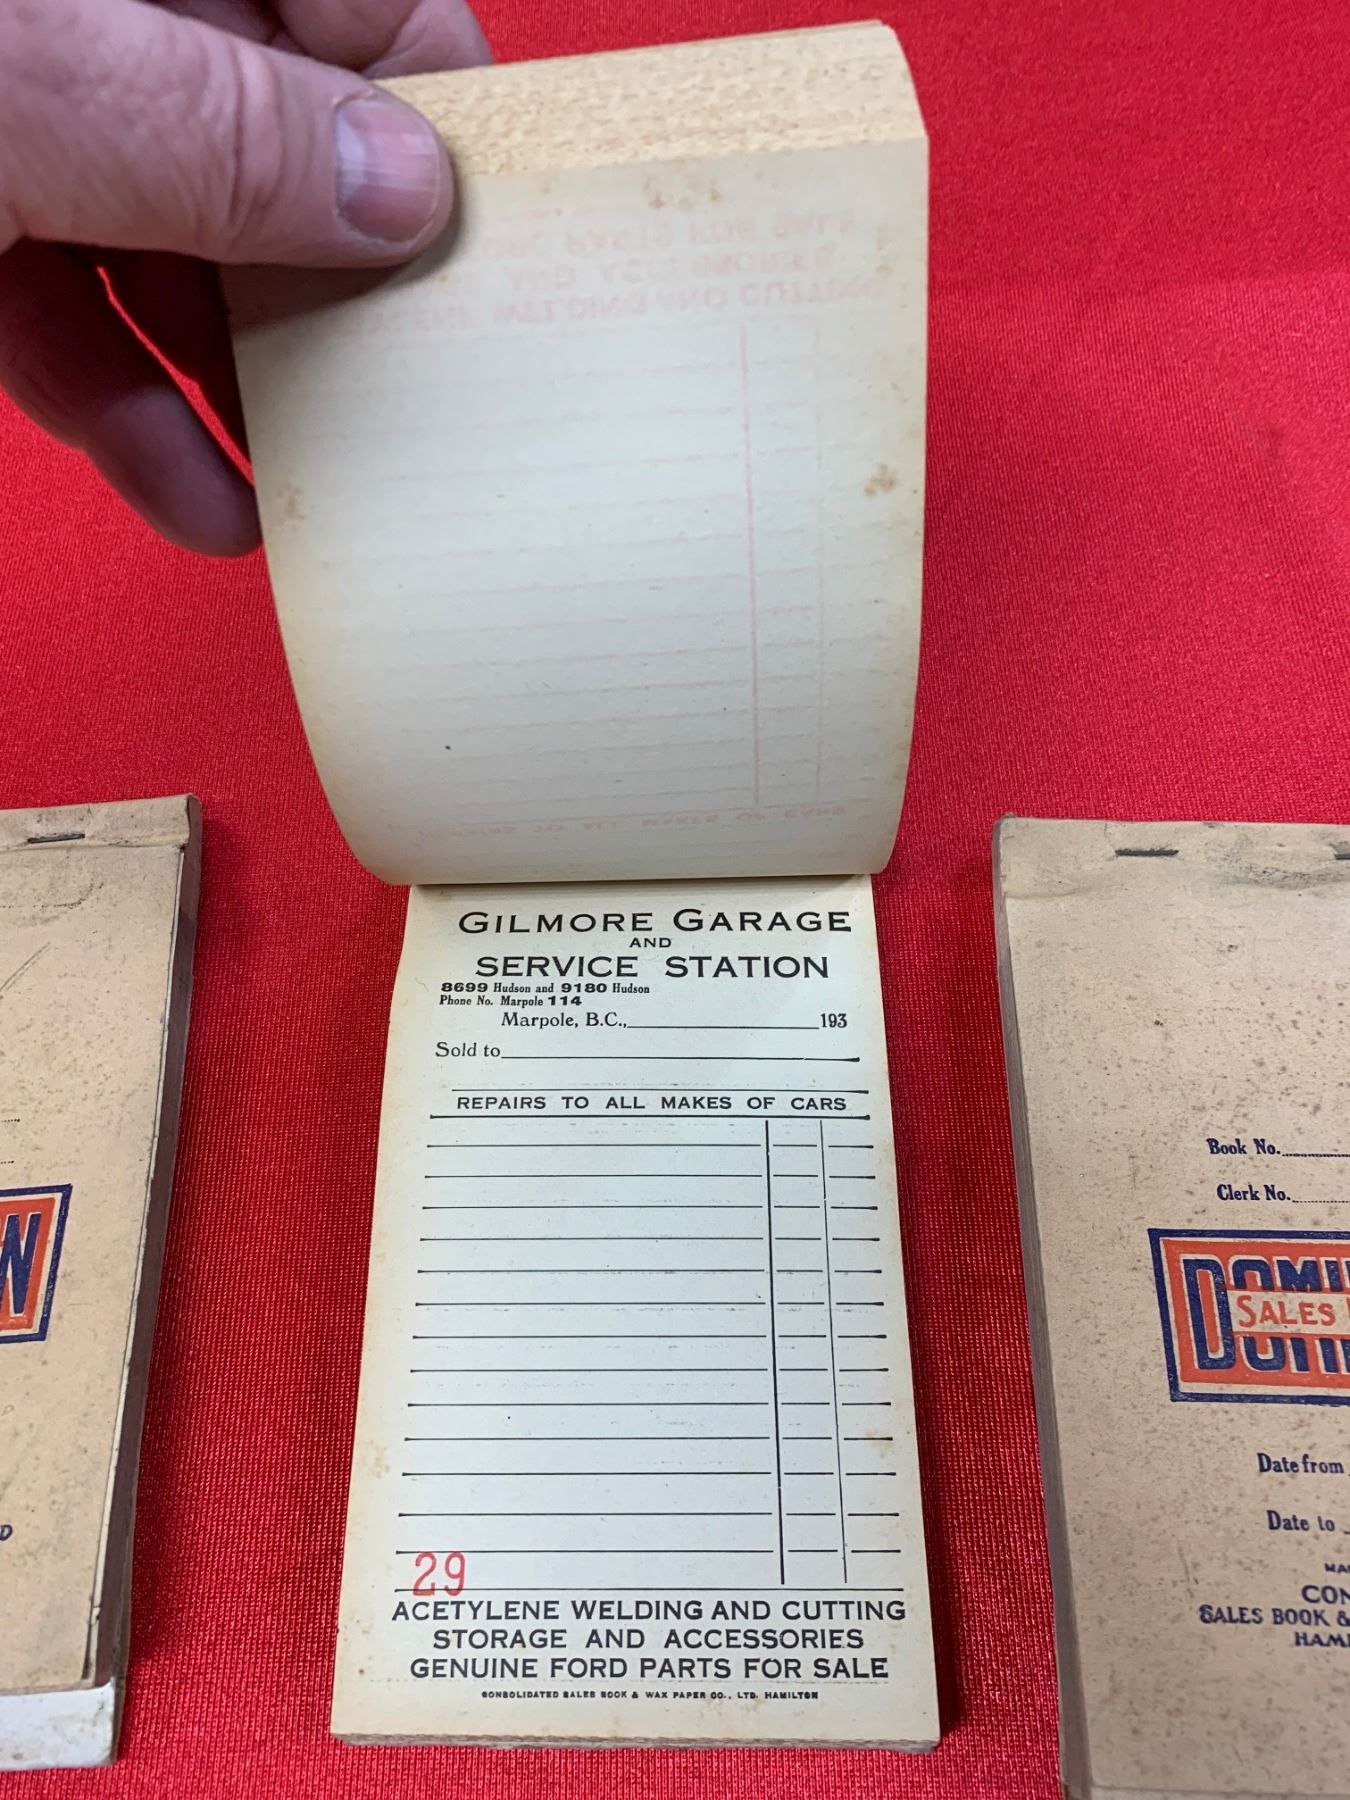 GILMORE GARAGE
AND
SERVICE STATION
8699 Hudson and 9180 Hudson
Phone No. Marpole 114
Marpole, B.C., 193
Sold to
REPAIRS TO ALL MAKES OF CARS
29
ACETYLENE WELDING AND CUTTING
STORAGE AND ACCESSORIES
GENUINE FORD PARTS FOR SALE
CONSOLIDATED SALES BOOK & WAX PAPER CO., LTD. HAMILTON
Book No.
Clerk No.
SALES
Date from
Date to
SALES BOOK &